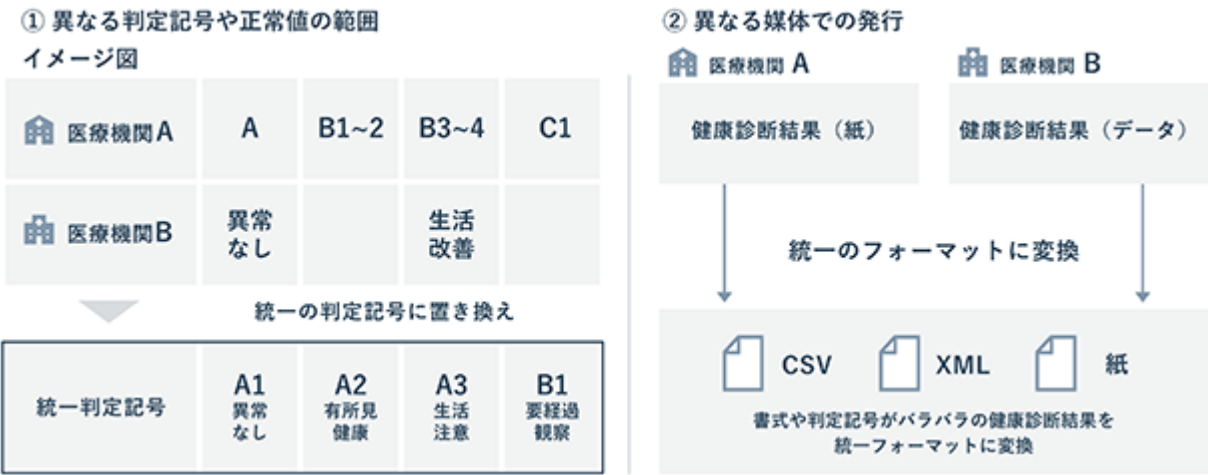 ① 異なる判定記号や正常値の範囲
イメージ図
医療機関A
A
B1~2
B3~4
C1
医療機関B
異常
なし
生活
改善
統一の判定記号に置き換え
統一判定記号
A1
異常
なし
A2
有所見
健康
A3
生活
注意
B1
要経過
観察
② 異なる媒体での発行
医療機関 A
医療機関 B
健康診断結果（紙）
健康診断結果（データ）
統一のフォーマットに変換
CSV
XML
紙
書式や判定記号がバラバラの健康診断結果を
統一フォーマットに変換